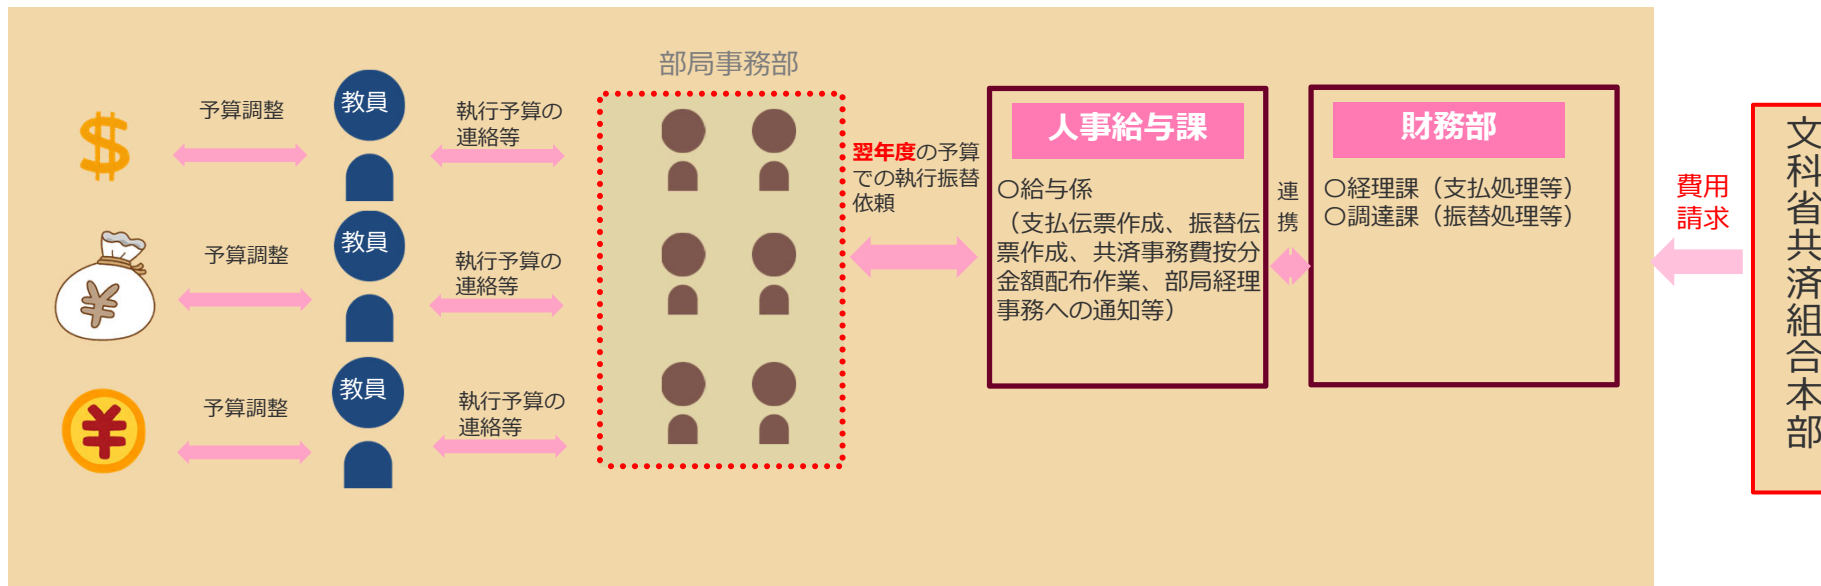 部局事務部
予算調整
教員
執行予算の
連絡等
予算調整
教員
執行予算の
連絡等
予算調整
教員
執行予算の
連絡等
翌年度の予算
での執行振替
依頼
人事給与課
〇給与係
（支払伝票作成、振替伝
票作成、共済事務費按分
金額配布作業、部局経理
事務への通知等）
連
携
財務部
〇経理課（支払処理等）
〇調達課（振替処理等）
費用
請求
文科省共済組合本部